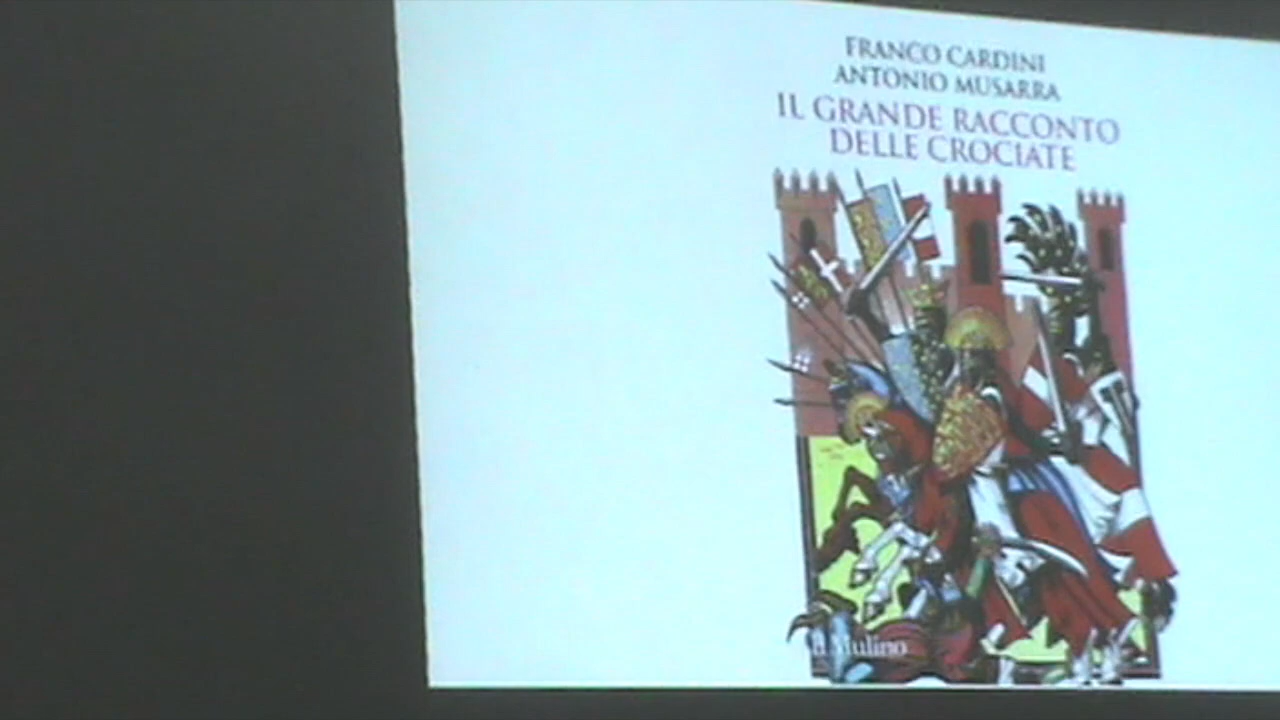 FRANCO CARDINI
ANTONIO MUSARRA
IL GRANDE RACCONTO
DELLE CROCIATE
il Mulino